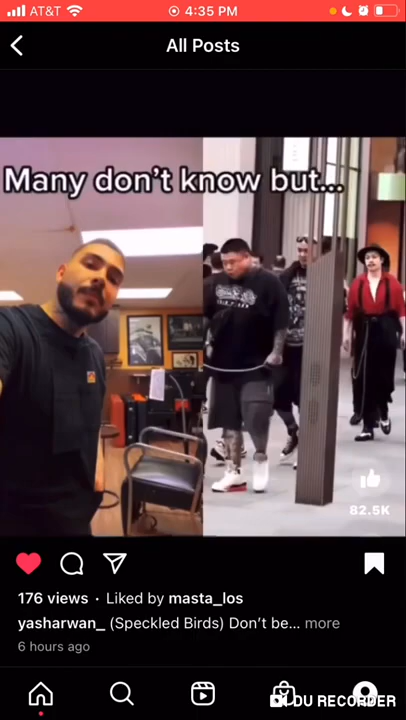 AT&T
4:35 PM
All Posts
Many don't know but...
82.5K
176 views · Liked by masta_los
yasharwan_ (Speckled Birds) Don't be... more
6 hours ago
DU RECORDER